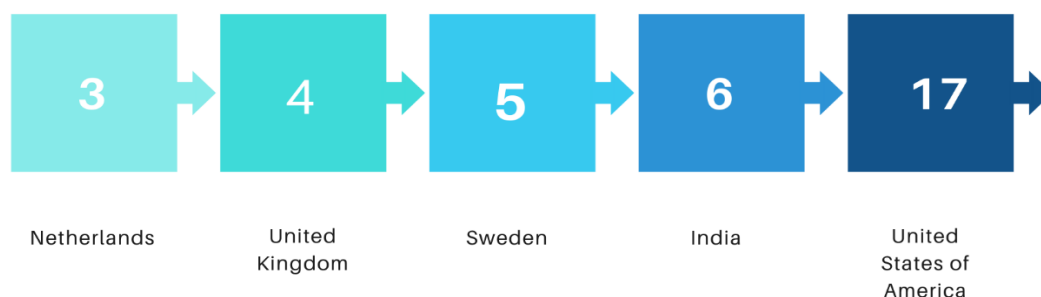 3
4
5
6
17
Netherlands
United
Kingdom
Sweden
India
United
States of
America